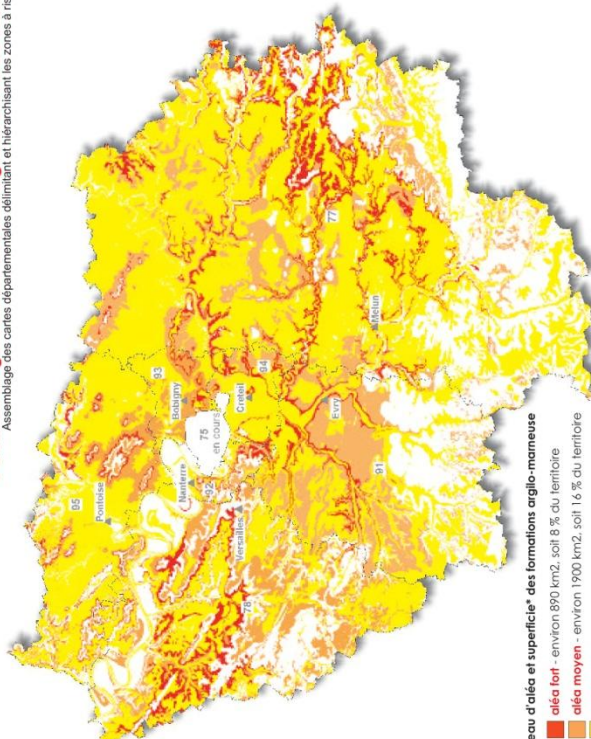 Assemblage des cartes départementales délimitant et hiérarchisant les zones à ris
95
Pontoise
93
Bobigny
Nanterre
75
en cours
92
Créteil
94
Versailles
78
77
Evry
91
Melun
eau d'aléa et superficie* des formations argilo-marneuse
aléa fort - environ 890 km2, soit 8 % du territoire
aléa moyen - environ 1900 km2, soit 16 % du territoire